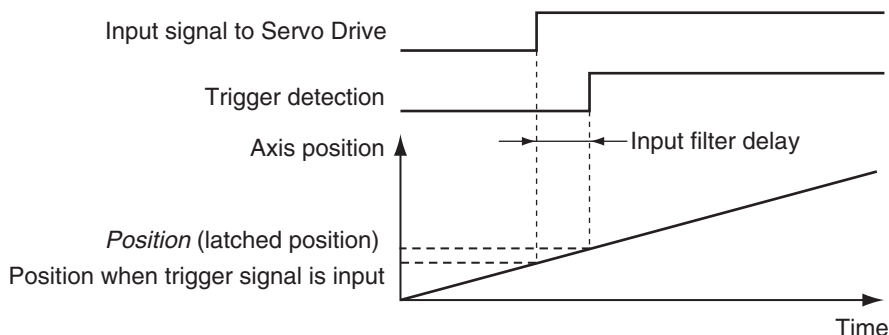 Input signal to Servo Drive
Trigger detection
Input filter delay
Axis position
Position (latched position)
Position when trigger signal is input
Time